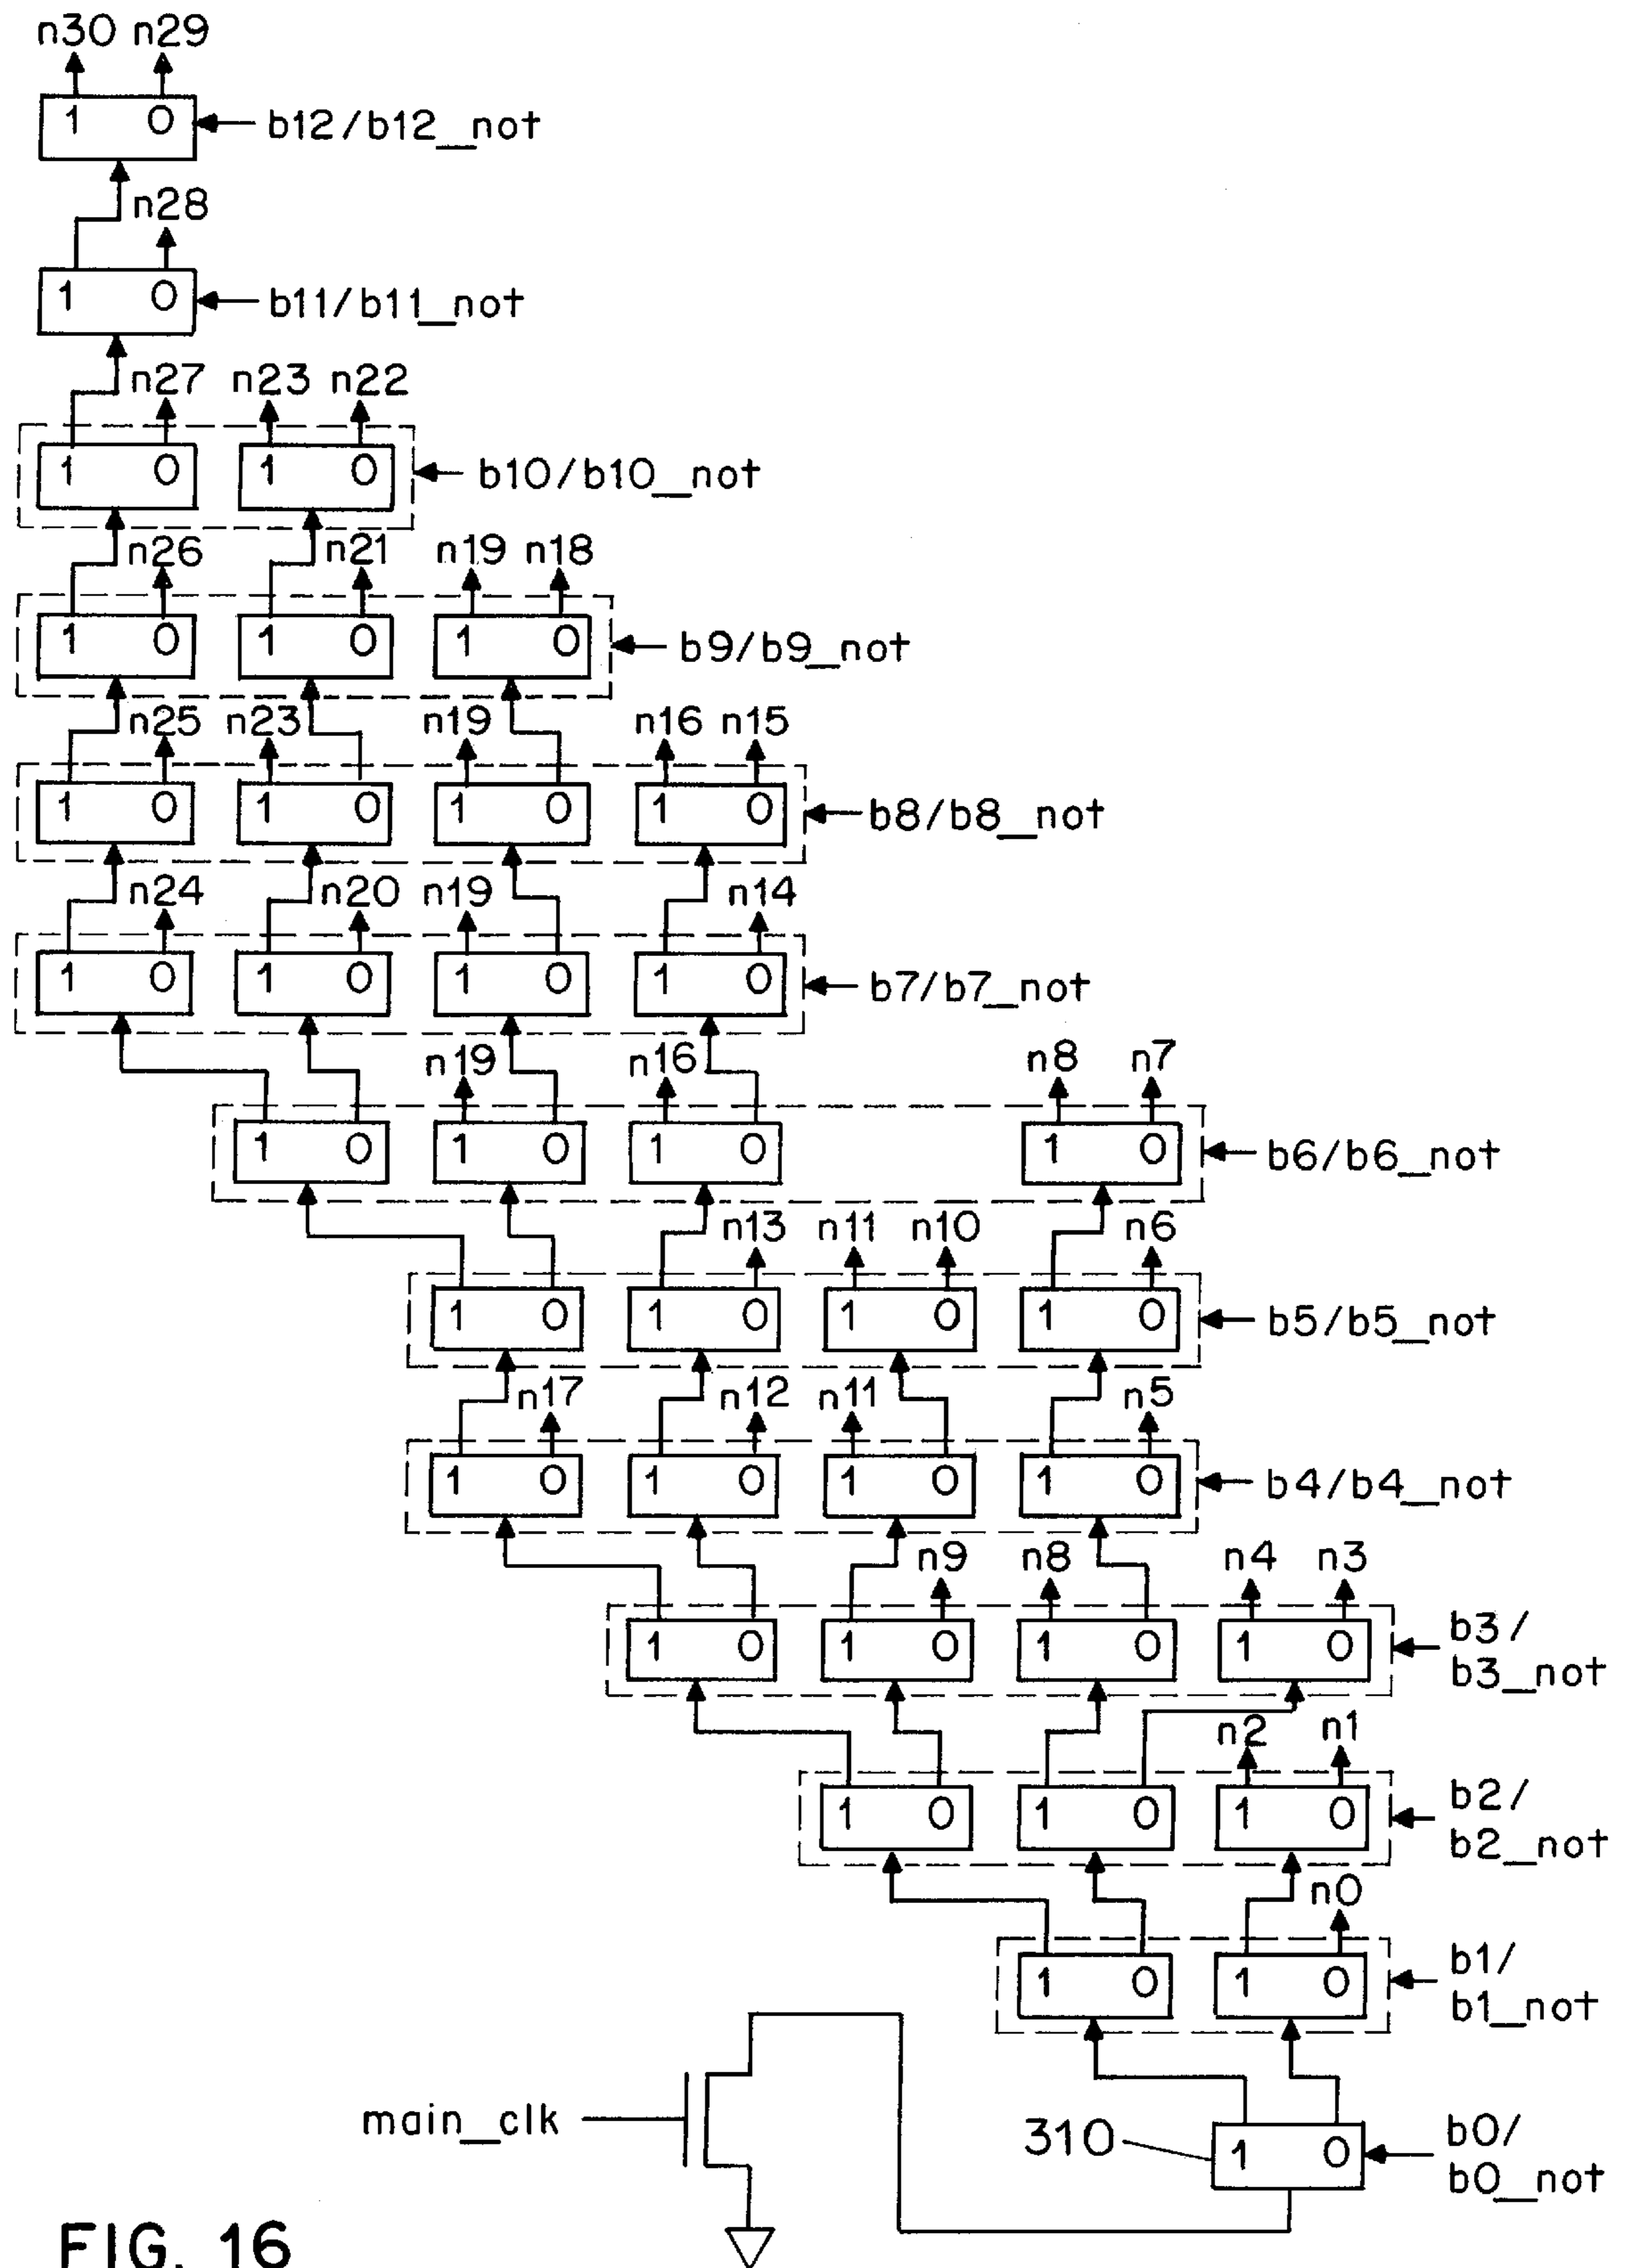 n30 n29
1 0
b12/b12_not
n28
1 0
b11/b11_not
n27 n23 n22
1 0 1 0
b10/b10_not
n26 n21 n19 n18
1 0 1 0 1 0
b9/b9_not
n25 n23 n19 n16 n15
1 0 1 0 1 0 1 0
b8/b8_not
n24 n20 n19 n14
1 0 1 0 1 0 1 0
b7/b7_not
n19 n16 n8 n7
1 0 1 0 1 0 1 0
b6/b6_not
n13 n11 n10 n6
1 0 1 0 1 0 1 0
b5/b5_not
n17 n12 n11 n5
1 0 1 0 1 0 1 0
b4/b4_not
n9 n8 n4 n3
1 0 1 0 1 0 1 0
b3/
b3_not
n2 n1
1 0 1 0 1 0
b2/
b2_not
n0
1 0 1 0
b1/
b1_not
main_clk
310
1 0
b0/
b0_not
FIG. 16